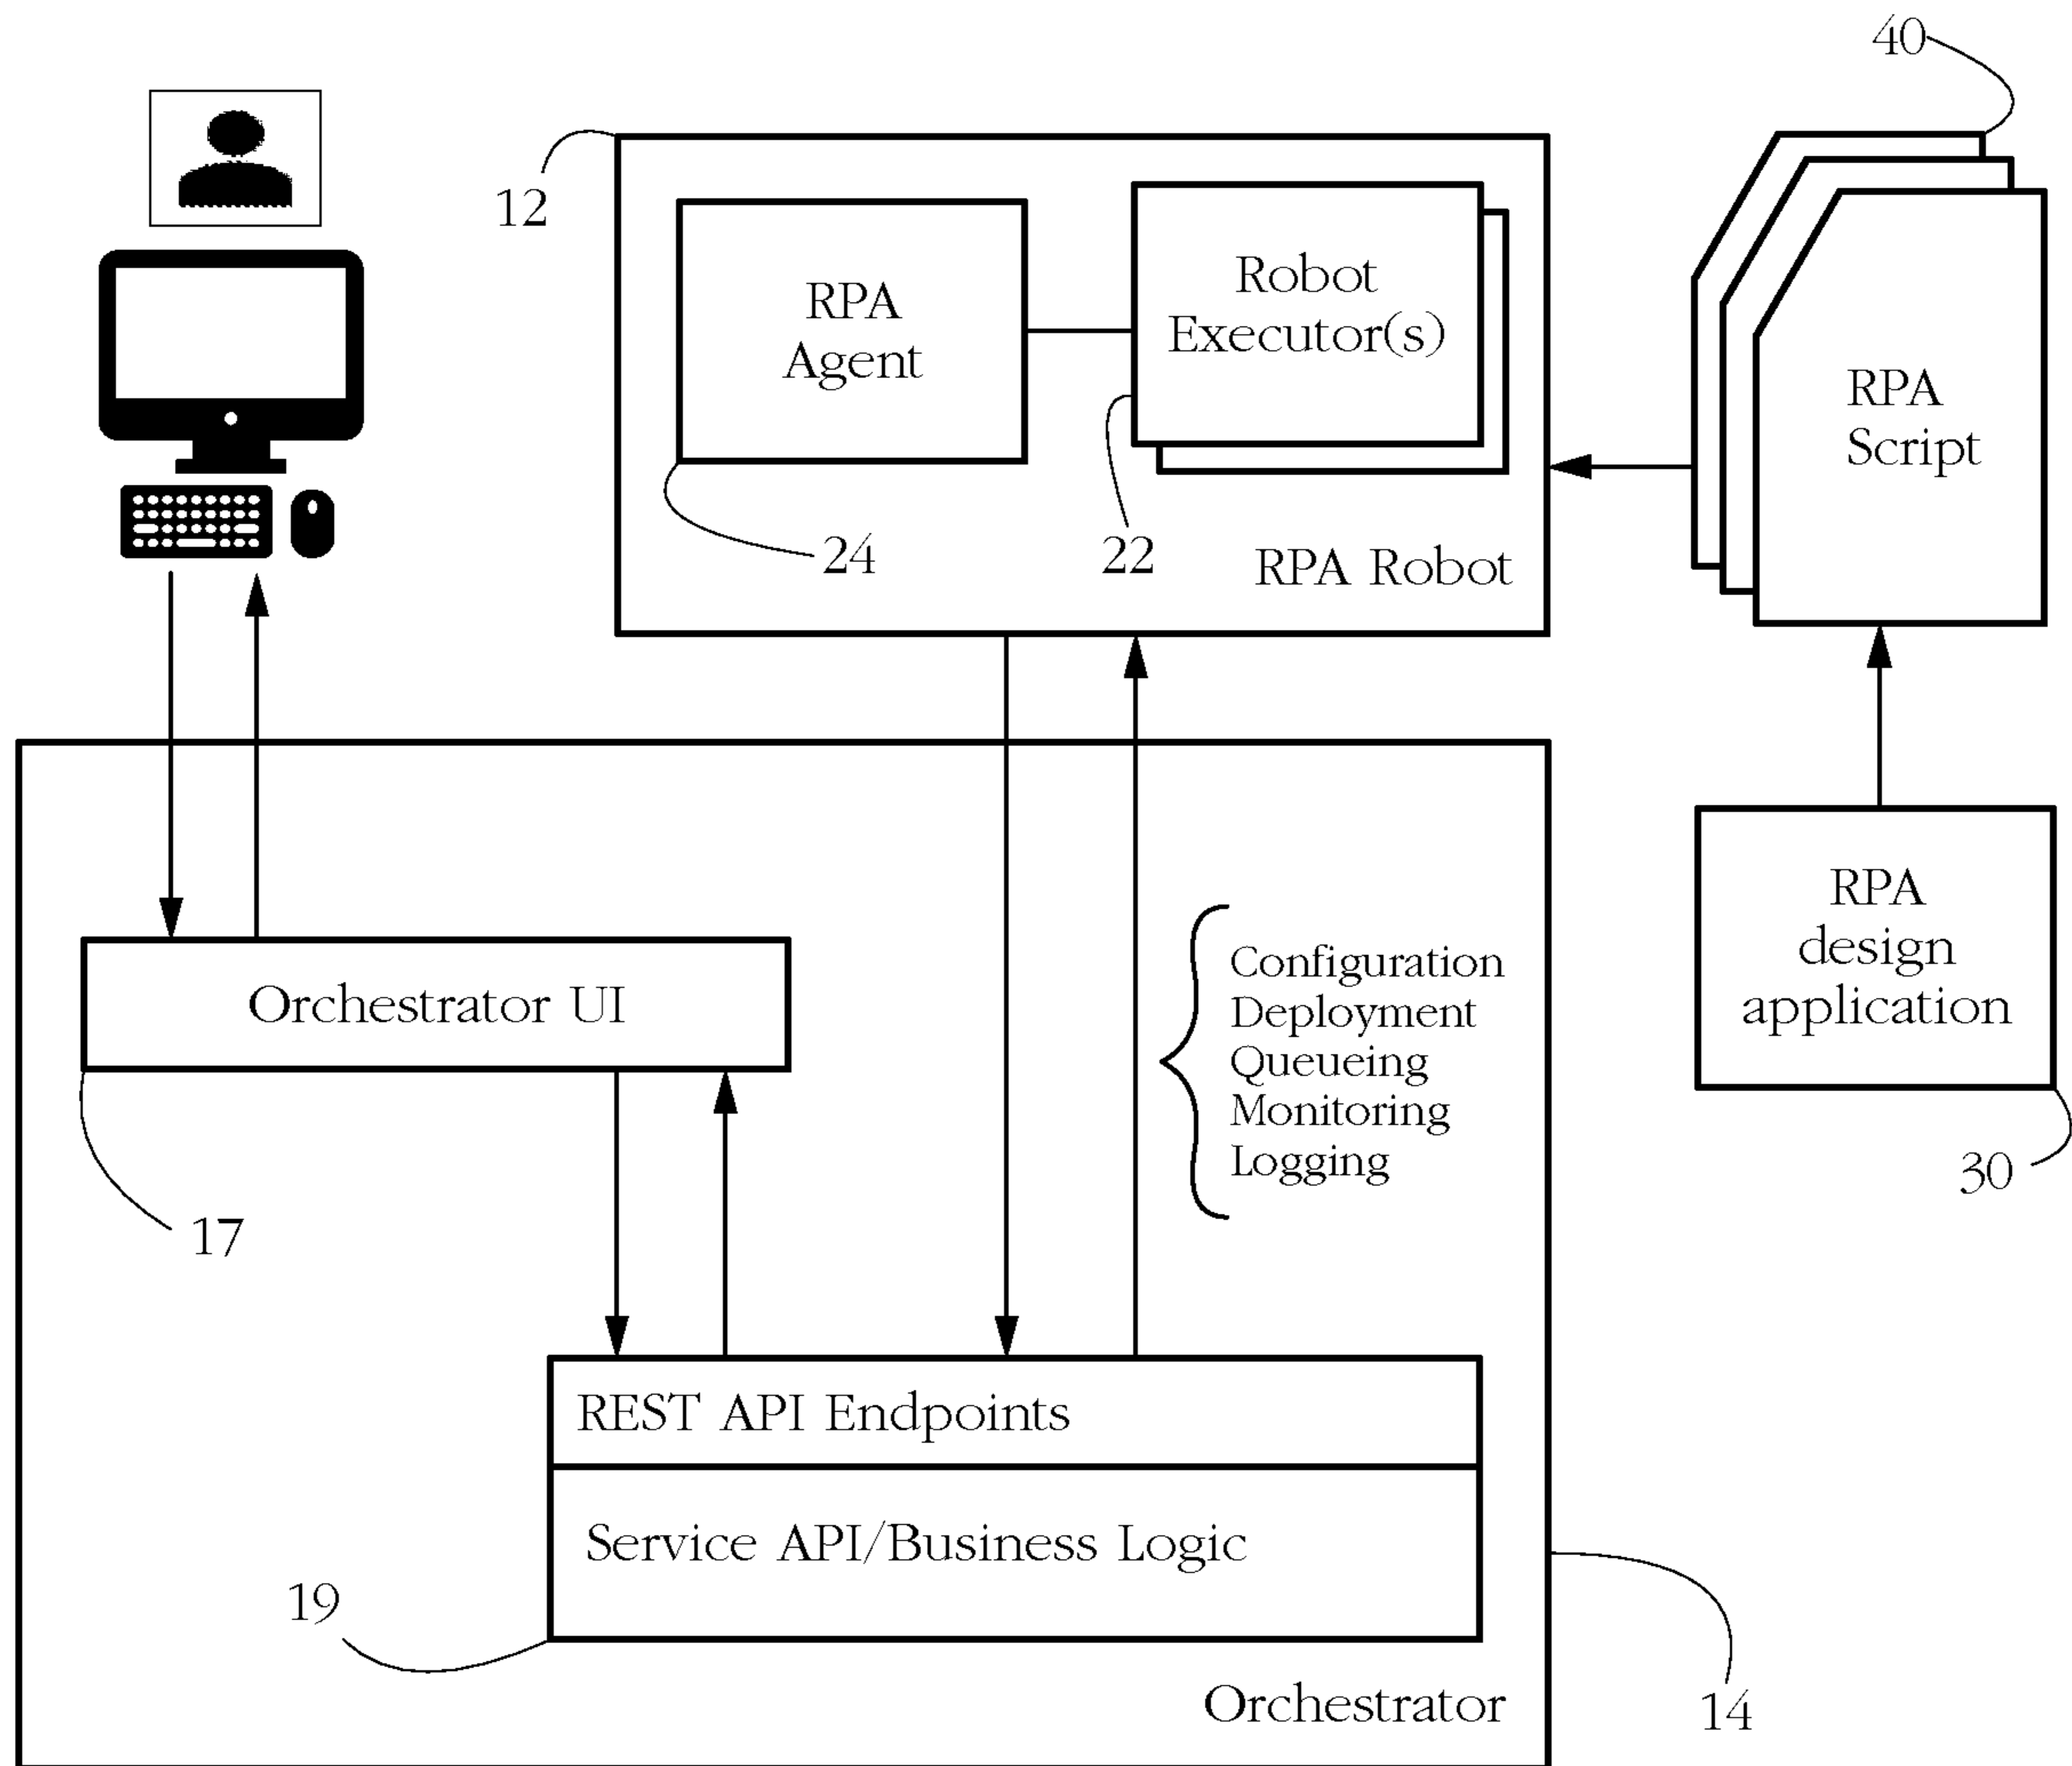 40
12
RPA
Agent
Robot
Executor(s)
RPA
Script
24
22
RPA Robot
RPA
design
application
30
Orchestrator UI
17
Configuration
Deployment
Queueing
Monitoring
Logging
REST API Endpoints
Service API/Business Logic
19
Orchestrator
14